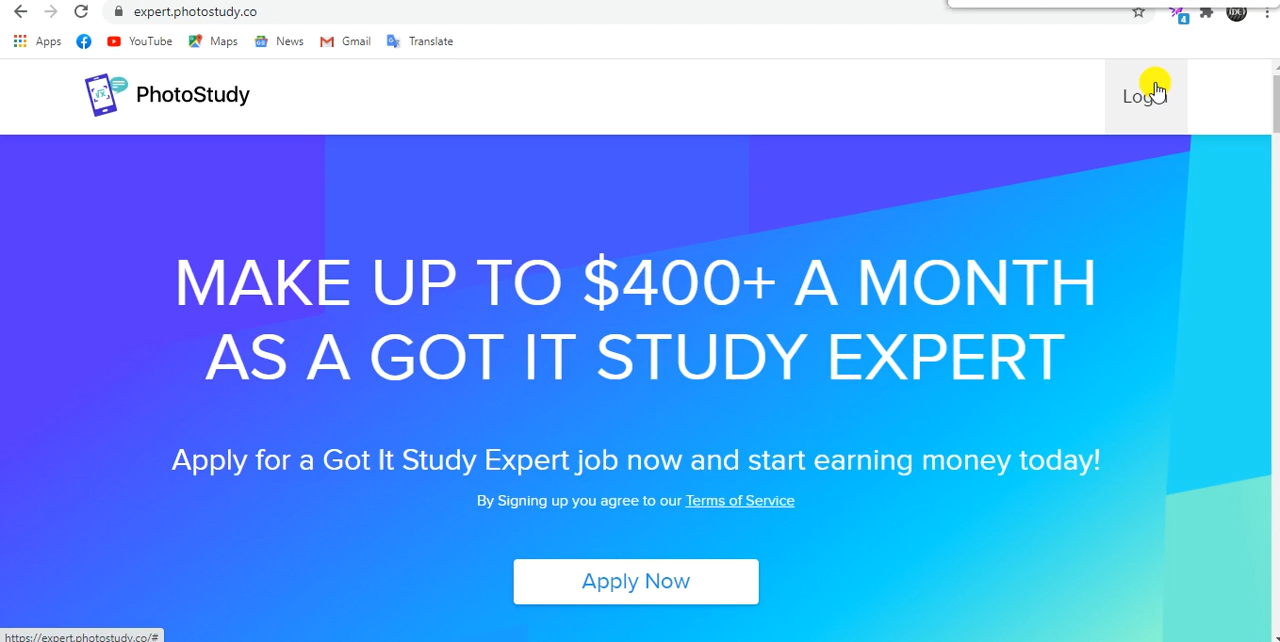 expert.photostudy.co
4
Apps YouTube Maps News Gmail Translate
PhotoStudy
MAKE UP TO $400+ A MONTH
AS A GOT IT STUDY EXPERT
Apply for a Got It Study Expert job now and start earning money today!
By Signing up you agree to our Terms of Service
Apply Now
https://expert.photostudy.co/#